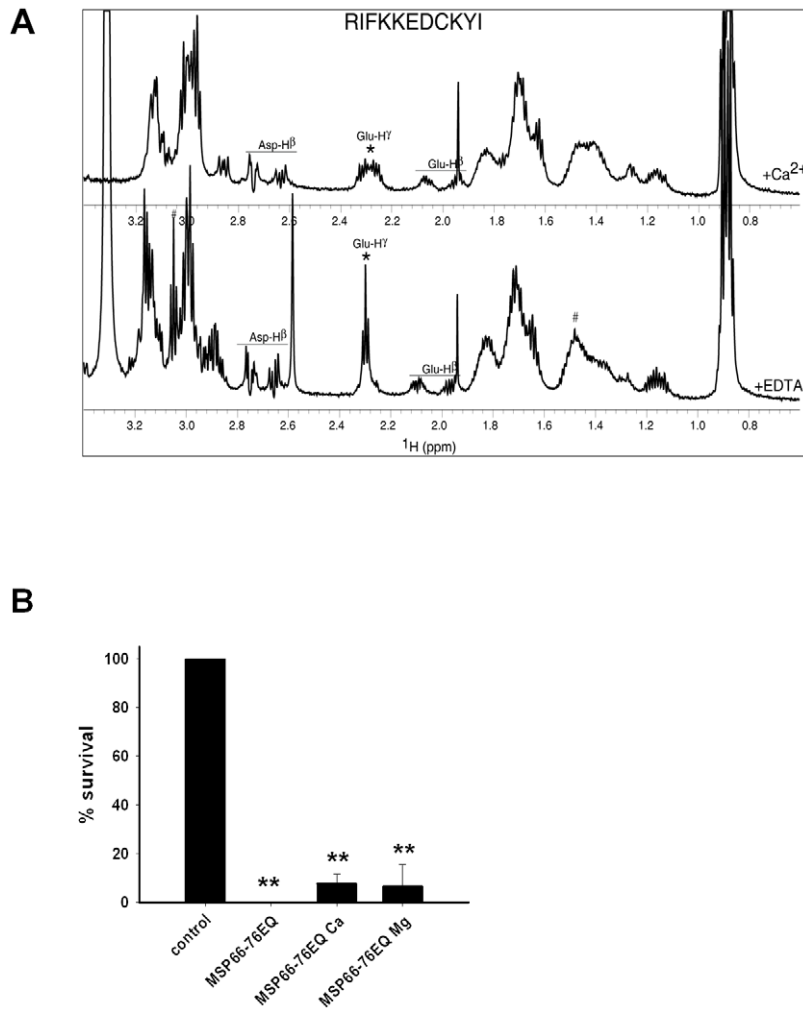 A
RIFKKEDCKYI
Asp-Hβ
Glu-Hγ
*
Glu-Hβ
+Ca2+
3.2 3.0 2.8 2.6 2.4 2.2 2.0 1.8 1.6 1.4 1.2 1.0 0.8
#
Asp-Hβ
Glu-Hγ
*
Glu-Hβ
#
+EDTA
3.2 3.0 2.8 2.6 2.4 2.2 2.0 1.8 1.6 1.4 1.2 1.0 0.8
1H (ppm)
B
% survival
100
80
60
40
20
0
**
**
**
control
MSP66-76EQ
MSP66-76EQ Ca
MSP66-76EQ Mg